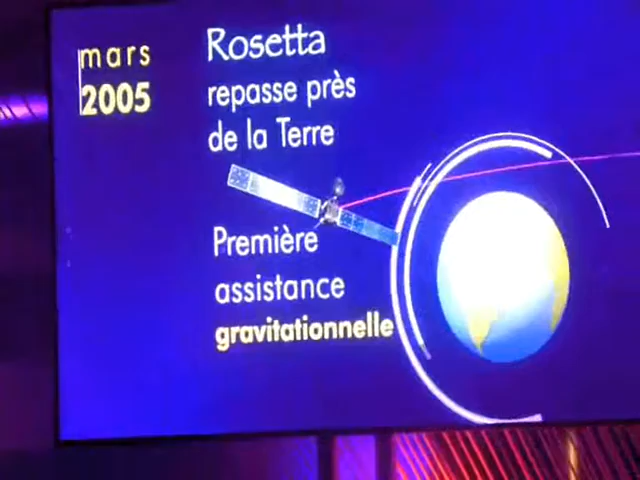 mars
2005
Rosetta
repasse près
de la Terre
Première
assistance
gravitationnelle